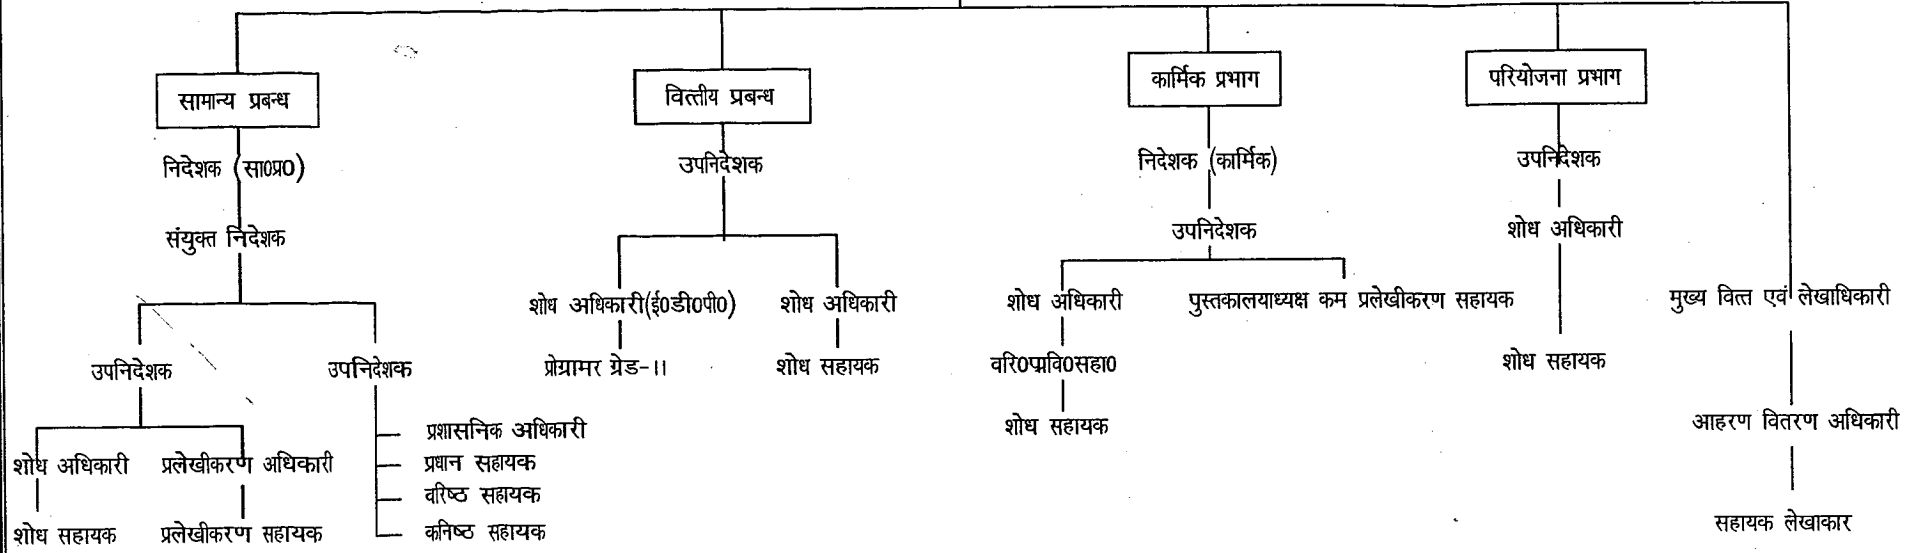 सामान्य प्रबन्ध
वित्तीय प्रबन्ध
कार्मिक प्रभाग
परियोजना प्रभाग
निदेशक (सा0प्र0)
उपनिदेशक
निदेशक (कार्मिक)
उपनिदेशक
संयुक्त निदेशक
उपनिदेशक
शोध अधिकारी
शोध अधिकारी(ई0डी0पी0)
शोध अधिकारी
शोध अधिकारी
पुस्तकालयाध्यक्ष कम प्रलेखीकरण सहायक
मुख्य वित्त एवं लेखाधिकारी
उपनिदेशक
उपनिदेशक
प्रोग्रामर ग्रेड-II
शोध सहायक
वरि0प्रावि0सहा0
शोध सहायक
शोध सहायक
आहरण वितरण अधिकारी
प्रशासनिक अधिकारी
शोध अधिकारी
प्रलेखीकरण अधिकारी
प्रधान सहायक
वरिष्ठ सहायक
शोध सहायक
प्रलेखीकरण सहायक
कनिष्ठ सहायक
सहायक लेखाकार